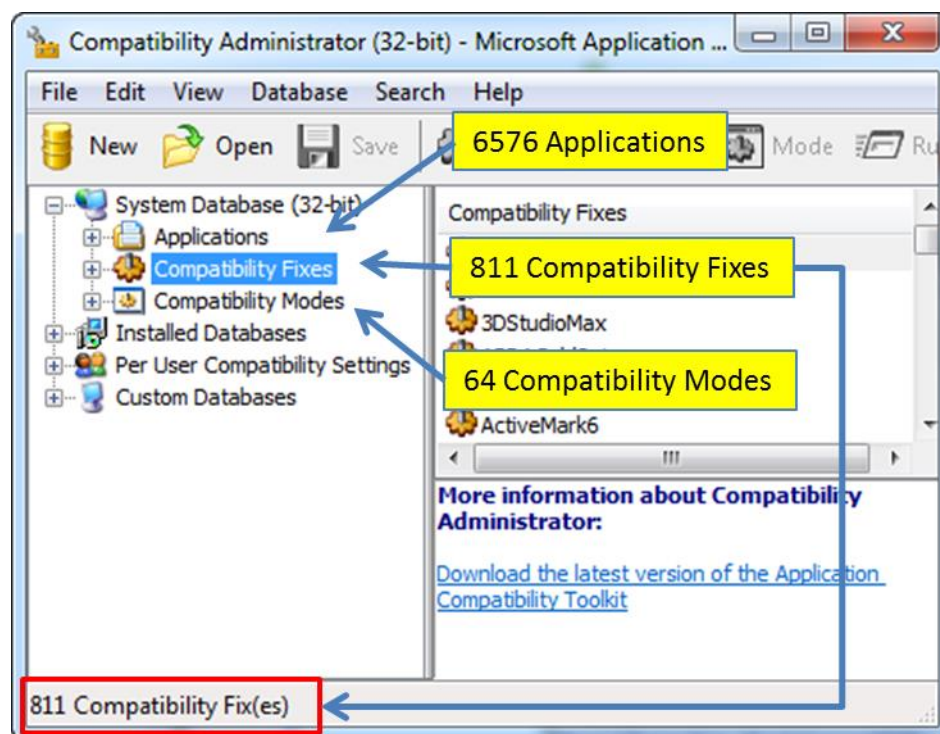 Compatibility Administrator (32-bit) - Microsoft Application ...
File Edit View Database Search Help
New Open Save Mode Ru
6576 Applications
System Database (32-bit)
Applications
Compatibility Fixes
Compatibility Modes
Installed Databases
Per User Compatibility Settings
Custom Databases
Compatibility Fixes
811 Compatibility Fixes
3DStudioMax
64 Compatibility Modes
ActiveMark6
More information about Compatibility
Administrator:
Download the latest version of the Application
Compatibility Toolkit
811 Compatibility Fix(es)